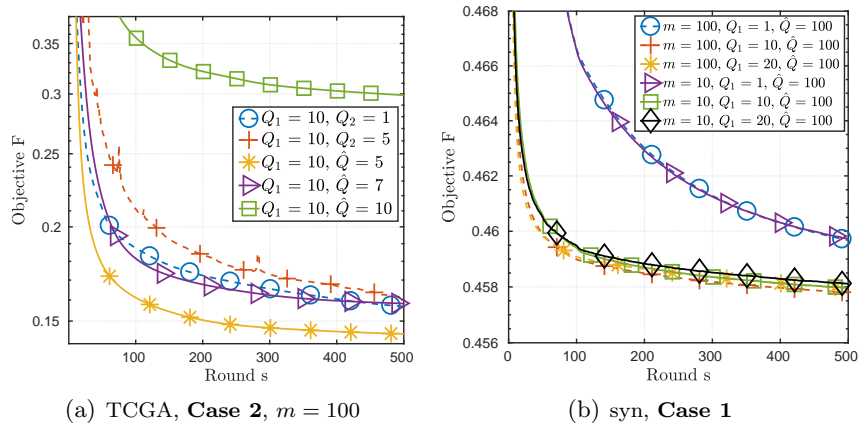 0.35
0.3
0.25
0.2
0.15
Objective F
100 200 300 400 500
Round s
Q₁ = 10, Q₂ = 1
Q₁ = 10, Q₂ = 5
Q₁ = 10, Q̂ = 5
Q₁ = 10, Q̂ = 7
Q₁ = 10, Q̂ = 10
(a) TCGA, Case 2, m = 100
0.468
0.466
0.464
0.462
0.46
0.458
0.456
Objective F
0 100 200 300 400 500
Round s
m = 100, Q₁ = 1, Q̂ = 100
m = 100, Q₁ = 10, Q̂ = 100
m = 100, Q₁ = 20, Q̂ = 100
m = 10, Q₁ = 1, Q̂ = 100
m = 10, Q₁ = 10, Q̂ = 100
m = 10, Q₁ = 20, Q̂ = 100
(b) syn, Case 1